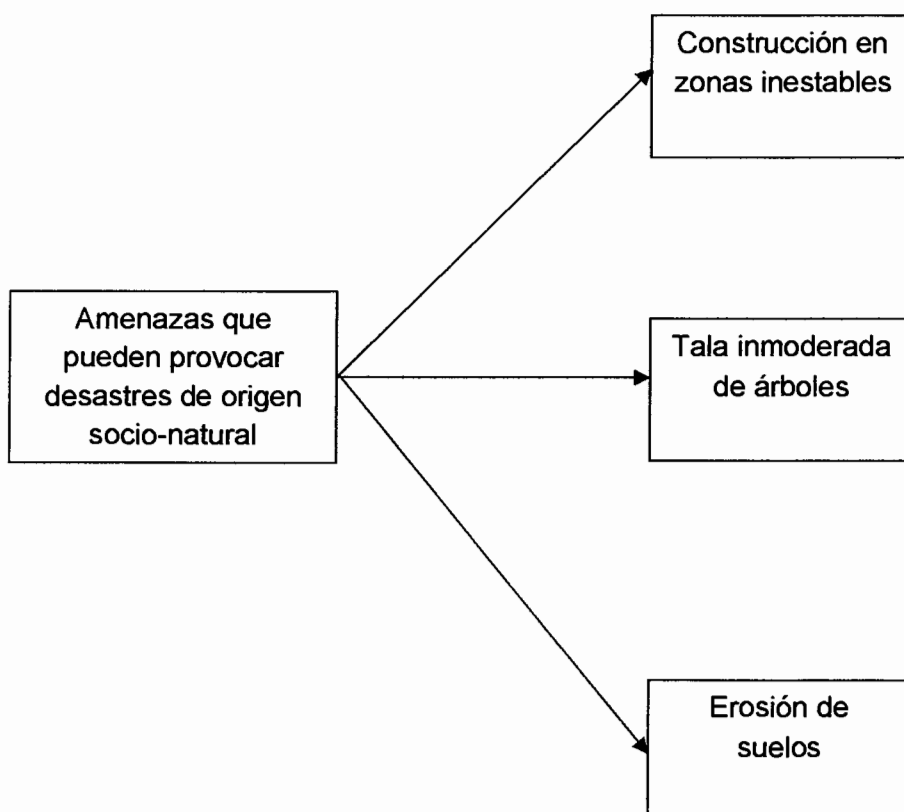 Construcción en
zonas inestables
Amenazas que
pueden provocar
desastres de origen
socio-natural
Tala inmoderada
de árboles
Erosión de
suelos